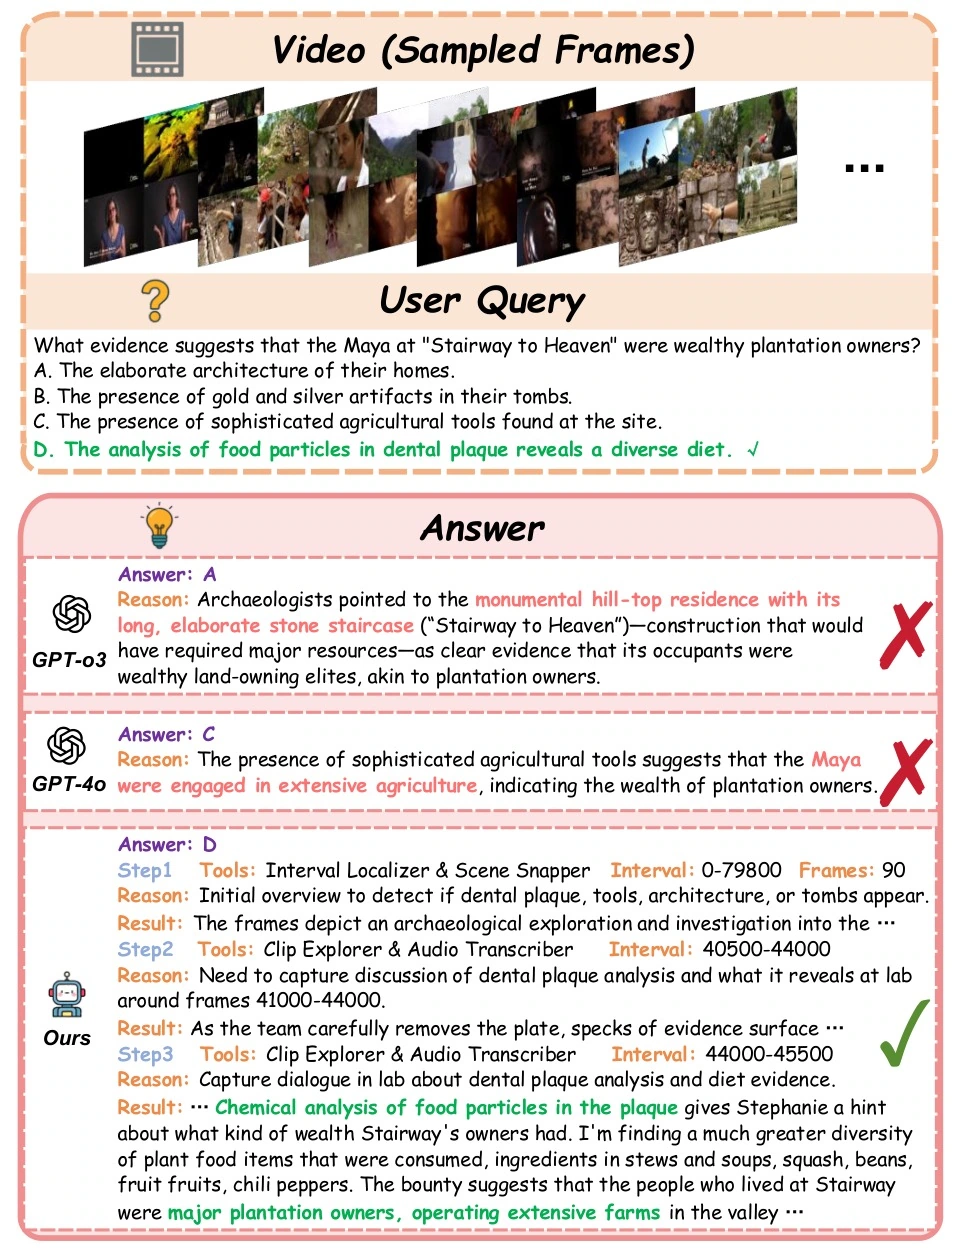 Video (Sampled Frames)
...
User Query
What evidence suggests that the Maya at "Stairway to Heaven" were wealthy plantation owners?
A. The elaborate architecture of their homes.
B. The presence of gold and silver artifacts in their tombs.
C. The presence of sophisticated agricultural tools found at the site.
D. The analysis of food particles in dental plaque reveals a diverse diet. √
Answer
Answer: A
Reason: Archaeologists pointed to the monumental hill-top residence with its
long, elaborate stone staircase (“Stairway to Heaven”)—construction that would
have required major resources—as clear evidence that its occupants were
wealthy land-owning elites, akin to plantation owners.
GPT-o3
Answer: C
Reason: The presence of sophisticated agricultural tools suggests that the Maya
were engaged in extensive agriculture, indicating the wealth of plantation owners.
GPT-4o
Answer: D
Step1 Tools: Interval Localizer & Scene Snapper Interval: 0-79800 Frames: 90
Reason: Initial overview to detect if dental plaque, tools, architecture, or tombs appear.
Result: The frames depict an archaeological exploration and investigation into the ···
Step2 Tools: Clip Explorer & Audio Transcriber Interval: 40500-44000
Reason: Need to capture discussion of dental plaque analysis and what it reveals at lab
around frames 41000-44000.
Result: As the team carefully removes the plate, specks of evidence surface ···
Step3 Tools: Clip Explorer & Audio Transcriber Interval: 44000-45500
Reason: Capture dialogue in lab about dental plaque analysis and diet evidence.
Result: ··· Chemical analysis of food particles in the plaque gives Stephanie a hint
about what kind of wealth Stairway's owners had. I'm finding a much greater diversity
of plant food items that were consumed, ingredients in stews and soups, squash, beans,
fruit fruits, chili peppers. The bounty suggests that the people who lived at Stairway
were major plantation owners, operating extensive farms in the valley ···
Ours